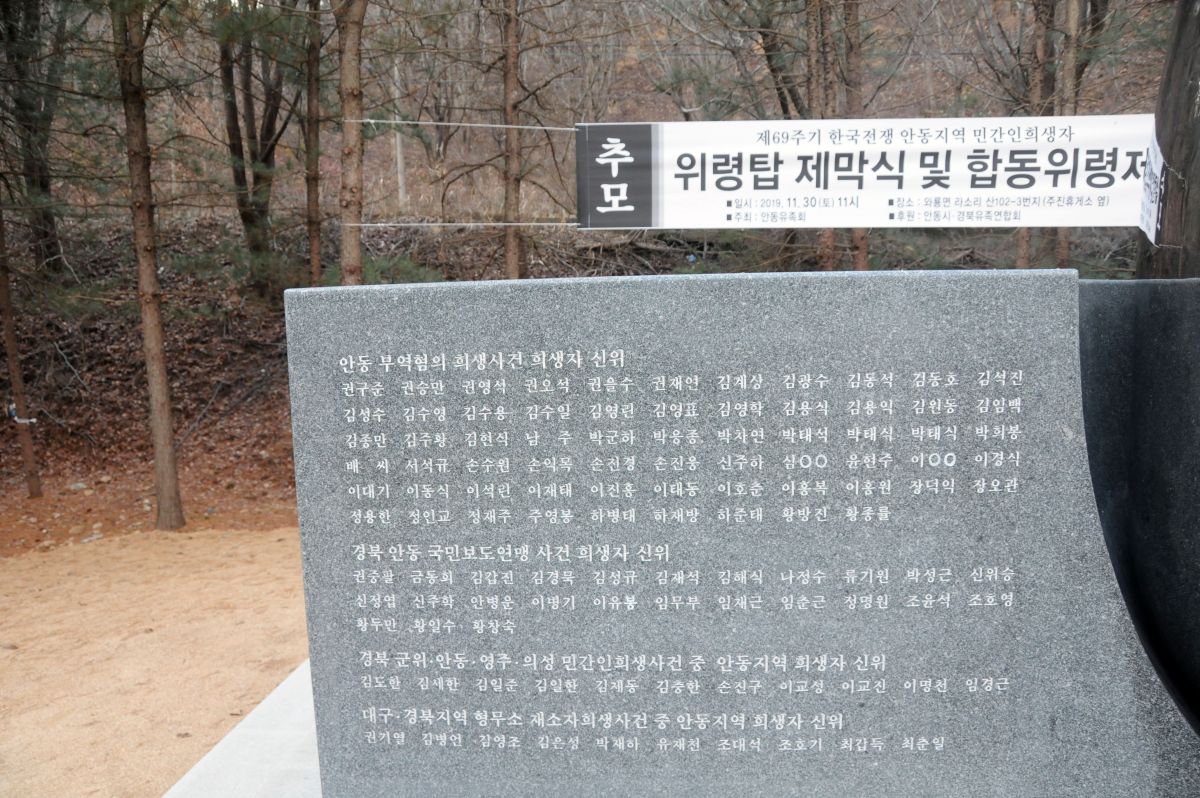 추모
제69주기 한국전쟁 안동지역 민간인희생자
위령탑 제막식 및 합동위령제
■ 일시 : 2019. 11. 30 (토) 11시
■ 장소 : 와룡면 라소리 산102-3번지 (주진휴게소 옆)
■ 주최 : 안동유족회
■ 후원 : 안동시·경북유족연합회
안동 부역혐의 희생사건 희생자 신위
권구준 권승만 권영석 권오석 권을수 권재연 김계상 김광수 김동석 김동호 김석진
김성수 김수영 김수용 김수일 김영린 김영표 김영학 김용식 김용익 김원동 김임백
김종만 김주황 김현식 남 주 박군하 박응종 박차연 박태석 박태식 박태식 박희봉
배 씨 서석규 손수원 손익목 손진경 손진웅 신주하 심○○ 윤현주 이○○ 이경식
이대기 이동식 이석린 이재태 이진홍 이태동 이호준 이홍복 이흥원 장덕익 장오관
정용한 정인교 정재주 주영봉 하병태 하재방 하준태 황방진 황종률
경북 안동 국민보도연맹 사건 희생자 신위
권중팔 금동희 김갑진 김경묵 김성규 김재석 김해식 나정수 류기원 박성근 신위승
신정엽 신주학 안병운 이병기 이유봉 임무부 임재근 임춘근 정명원 조윤석 조호영
황두만 황일수 황창숙
경북 군위·안동·영주·의성 민간인희생사건 중 안동지역 희생자 신위
김도한 김세한 김일준 김일한 김재동 김충한 손진구 이교성 이교진 이명천 임경근
대구·경북지역 형무소 재소자희생사건 중 안동지역 희생자 신위
권기열 김병언 김영조 김은성 박재하 유재천 조대석 조호기 최갑득 최춘일